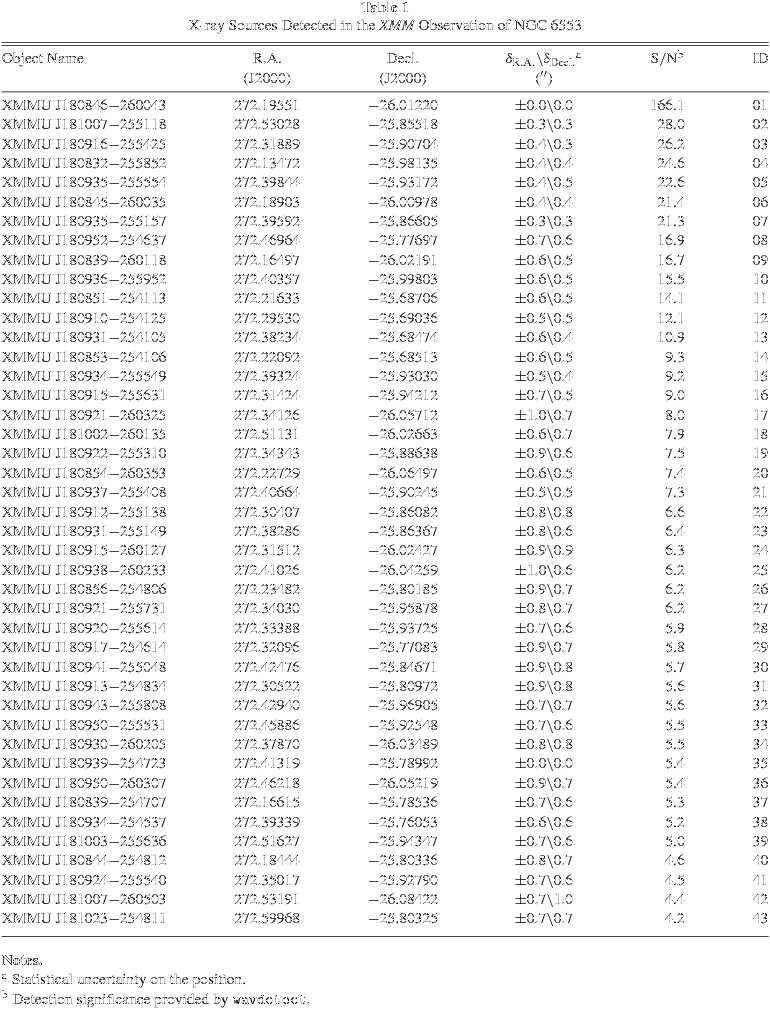 Table 1
X-ray Sources Detected in the XMM Observation of NGC 6553
Object Name R.A. Decl. δR.A.\δDecl.a S/Nb ID
(J2000) (J2000) (″)
XMMU J180846−260043 272.19551 −26.01220 ±0.0\0.0 166.1 01
XMMU J181007−255118 272.53028 −25.85518 ±0.3\0.3 28.0 02
XMMU J180916−255425 272.31889 −25.90704 ±0.4\0.3 26.2 03
XMMU J180832−255852 272.13472 −25.98135 ±0.4\0.4 24.6 04
XMMU J180935−255554 272.39844 −25.93172 ±0.4\0.5 22.6 05
XMMU J180845−260035 272.18903 −26.00978 ±0.4\0.4 21.4 06
XMMU J180935−255157 272.39592 −25.86605 ±0.3\0.3 21.3 07
XMMU J180952−254637 272.46964 −25.77697 ±0.7\0.6 16.9 08
XMMU J180839−260118 272.16497 −26.02191 ±0.6\0.5 16.7 09
XMMU J180936−255952 272.40357 −25.99803 ±0.6\0.5 15.5 10
XMMU J180851−254113 272.21633 −25.68706 ±0.6\0.5 14.1 11
XMMU J180910−254125 272.29530 −25.69036 ±0.5\0.5 12.1 12
XMMU J180931−254105 272.38234 −25.68474 ±0.6\0.4 10.9 13
XMMU J180853−254106 272.22092 −25.68513 ±0.6\0.5 9.3 14
XMMU J180934−255549 272.39324 −25.93030 ±0.5\0.4 9.2 15
XMMU J180915−255631 272.31424 −25.94212 ±0.7\0.5 9.0 16
XMMU J180921−260325 272.34126 −26.05712 ±1.0\0.7 8.0 17
XMMU J181002−260135 272.51131 −26.02663 ±0.6\0.7 7.9 18
XMMU J180922−255310 272.34343 −25.88638 ±0.9\0.6 7.5 19
XMMU J180854−260353 272.22729 −26.06497 ±0.6\0.5 7.4 20
XMMU J180937−255408 272.40664 −25.90245 ±0.5\0.5 7.3 21
XMMU J180912−255138 272.30407 −25.86082 ±0.8\0.8 6.6 22
XMMU J180931−255149 272.38286 −25.86367 ±0.8\0.6 6.4 23
XMMU J180915−260127 272.31512 −26.02427 ±0.9\0.9 6.3 24
XMMU J180938−260233 272.41026 −26.04259 ±1.0\0.6 6.2 25
XMMU J180856−254806 272.23482 −25.80185 ±0.9\0.7 6.2 26
XMMU J180921−255731 272.34030 −25.95878 ±0.8\0.7 6.2 27
XMMU J180920−255614 272.33388 −25.93725 ±0.7\0.6 5.9 28
XMMU J180917−254614 272.32096 −25.77083 ±0.9\0.7 5.8 29
XMMU J180941−255048 272.42476 −25.84671 ±0.9\0.8 5.7 30
XMMU J180913−254834 272.30522 −25.80972 ±0.9\0.8 5.6 31
XMMU J180943−255808 272.42940 −25.96905 ±0.7\0.7 5.6 32
XMMU J180950−255531 272.45886 −25.92548 ±0.7\0.6 5.5 33
XMMU J180930−260205 272.37870 −26.03489 ±0.8\0.8 5.5 34
XMMU J180939−254723 272.41319 −25.78992 ±0.0\0.0 5.4 35
XMMU J180950−260307 272.46218 −26.05219 ±0.9\0.7 5.4 36
XMMU J180839−254707 272.16615 −25.78536 ±0.7\0.6 5.3 37
XMMU J180934−254537 272.39339 −25.76053 ±0.6\0.6 5.2 38
XMMU J181003−255636 272.51627 −25.94347 ±0.7\0.6 5.0 39
XMMU J180844−254812 272.18444 −25.80336 ±0.8\0.7 4.6 40
XMMU J180924−255540 272.35017 −25.92790 ±0.7\0.6 4.5 41
XMMU J181007−260503 272.53191 −26.08422 ±0.7\1.0 4.4 42
XMMU J181023−254811 272.59968 −25.80325 ±0.7\0.7 4.2 43
Notes.
a Statistical uncertainty on the position.
b Detection significance provided by wavdetect.